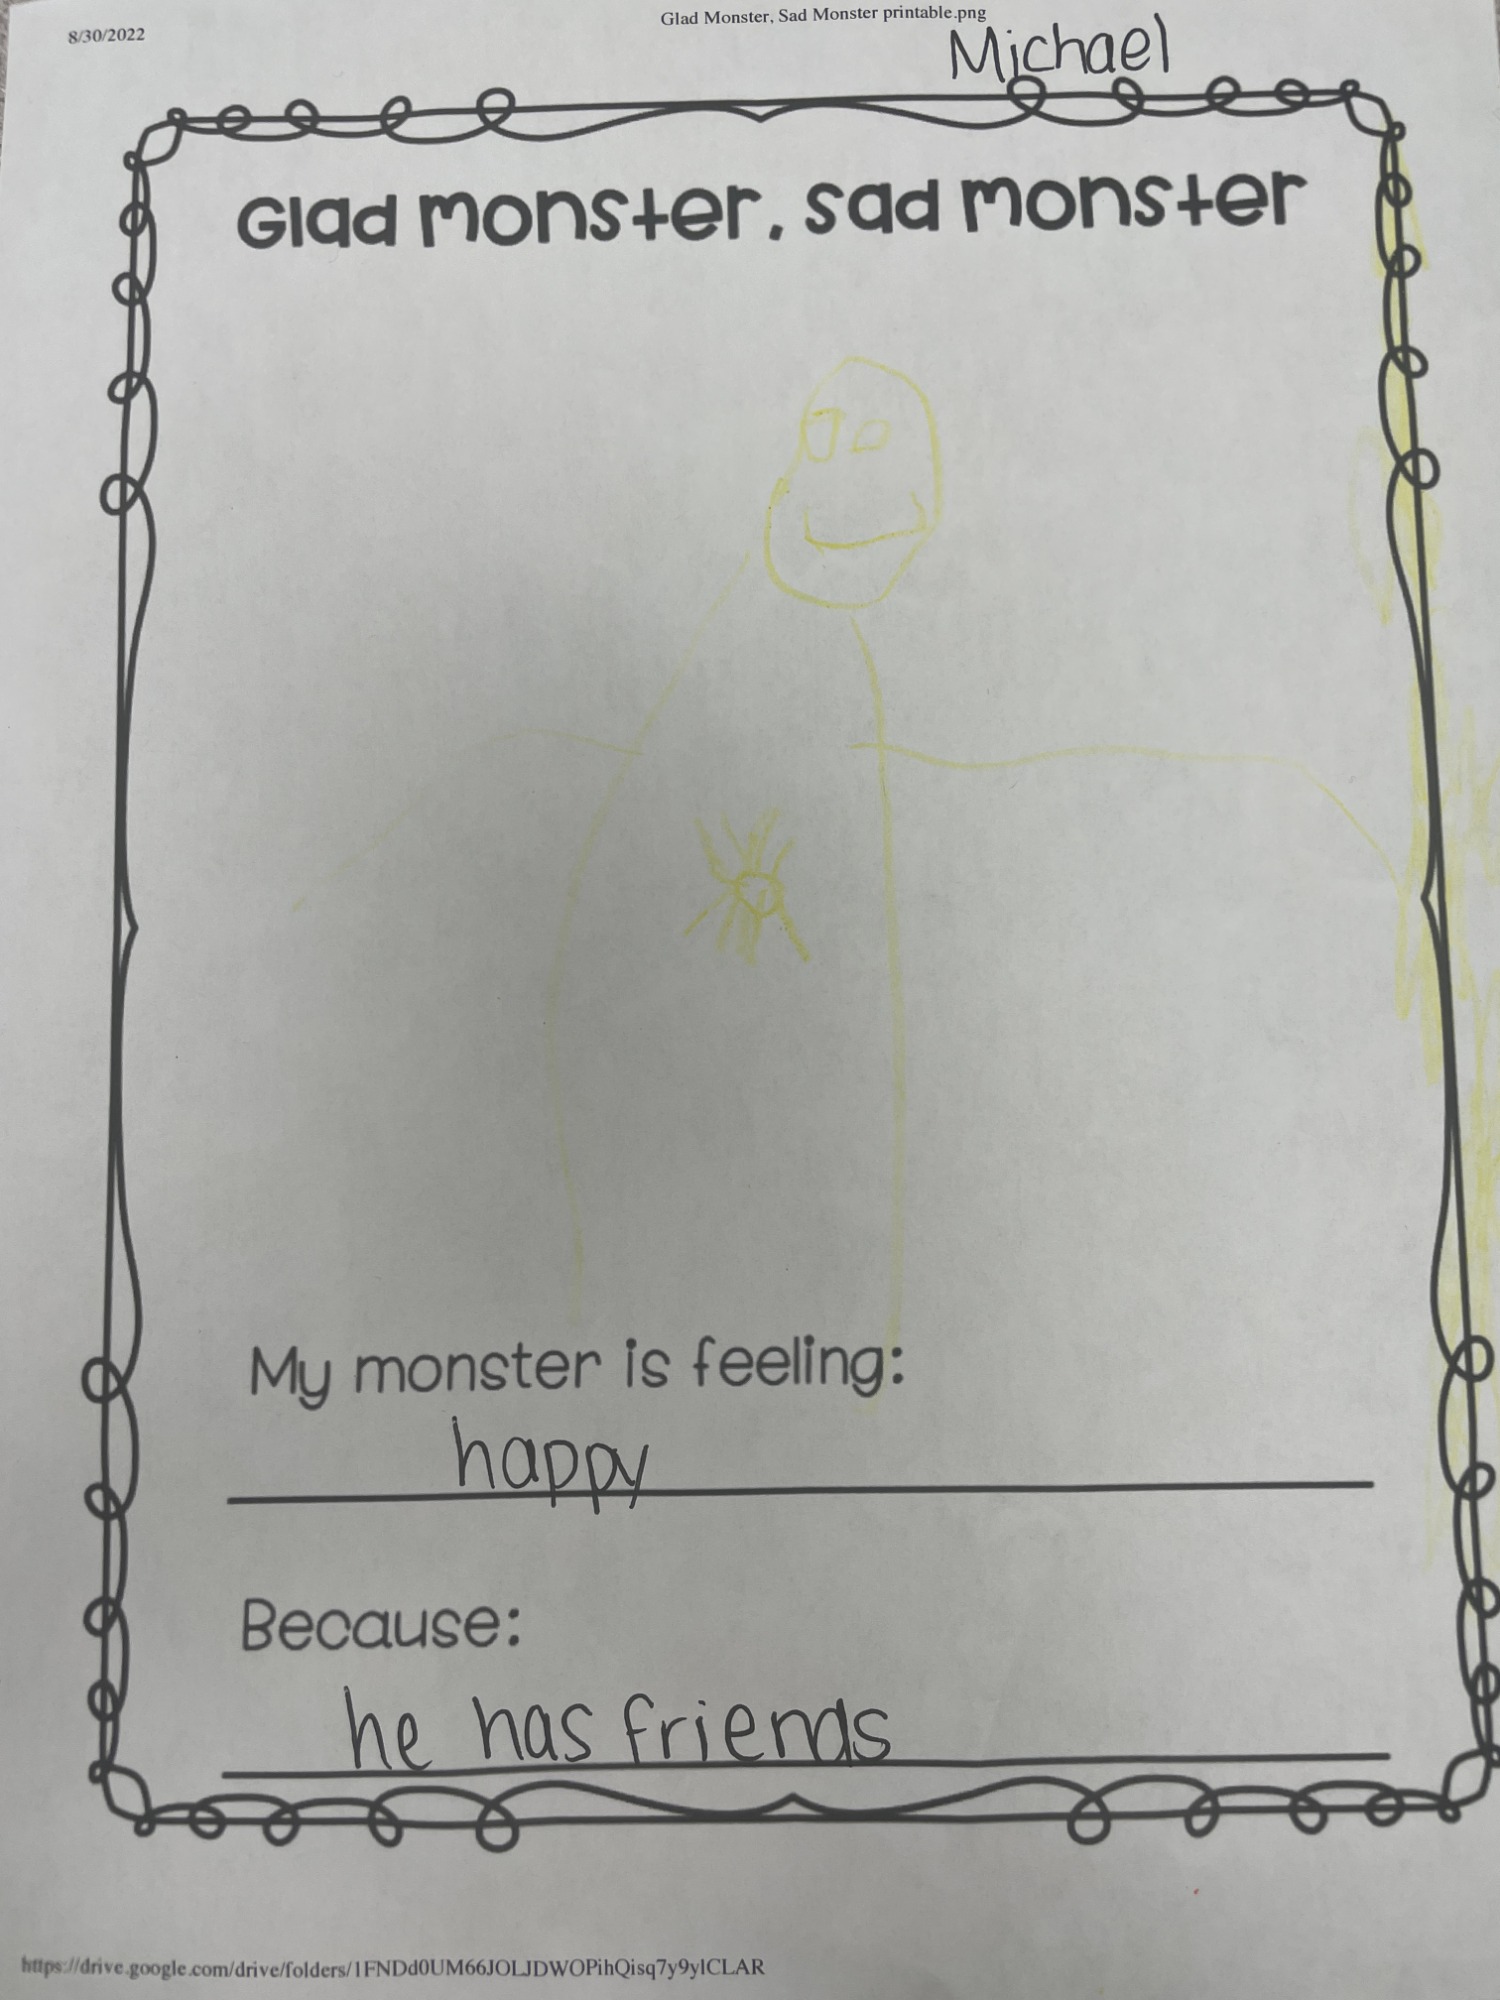 8/30/2022
Glad Monster, Sad Monster printable.png
Michael
Glad monster, sad monster
My monster is feeling:
happy
Because:
he has friends
https://drive.google.com/drive/folders/1FNDd0UM66JOLJDWOPihQisq7y9ylCLAR